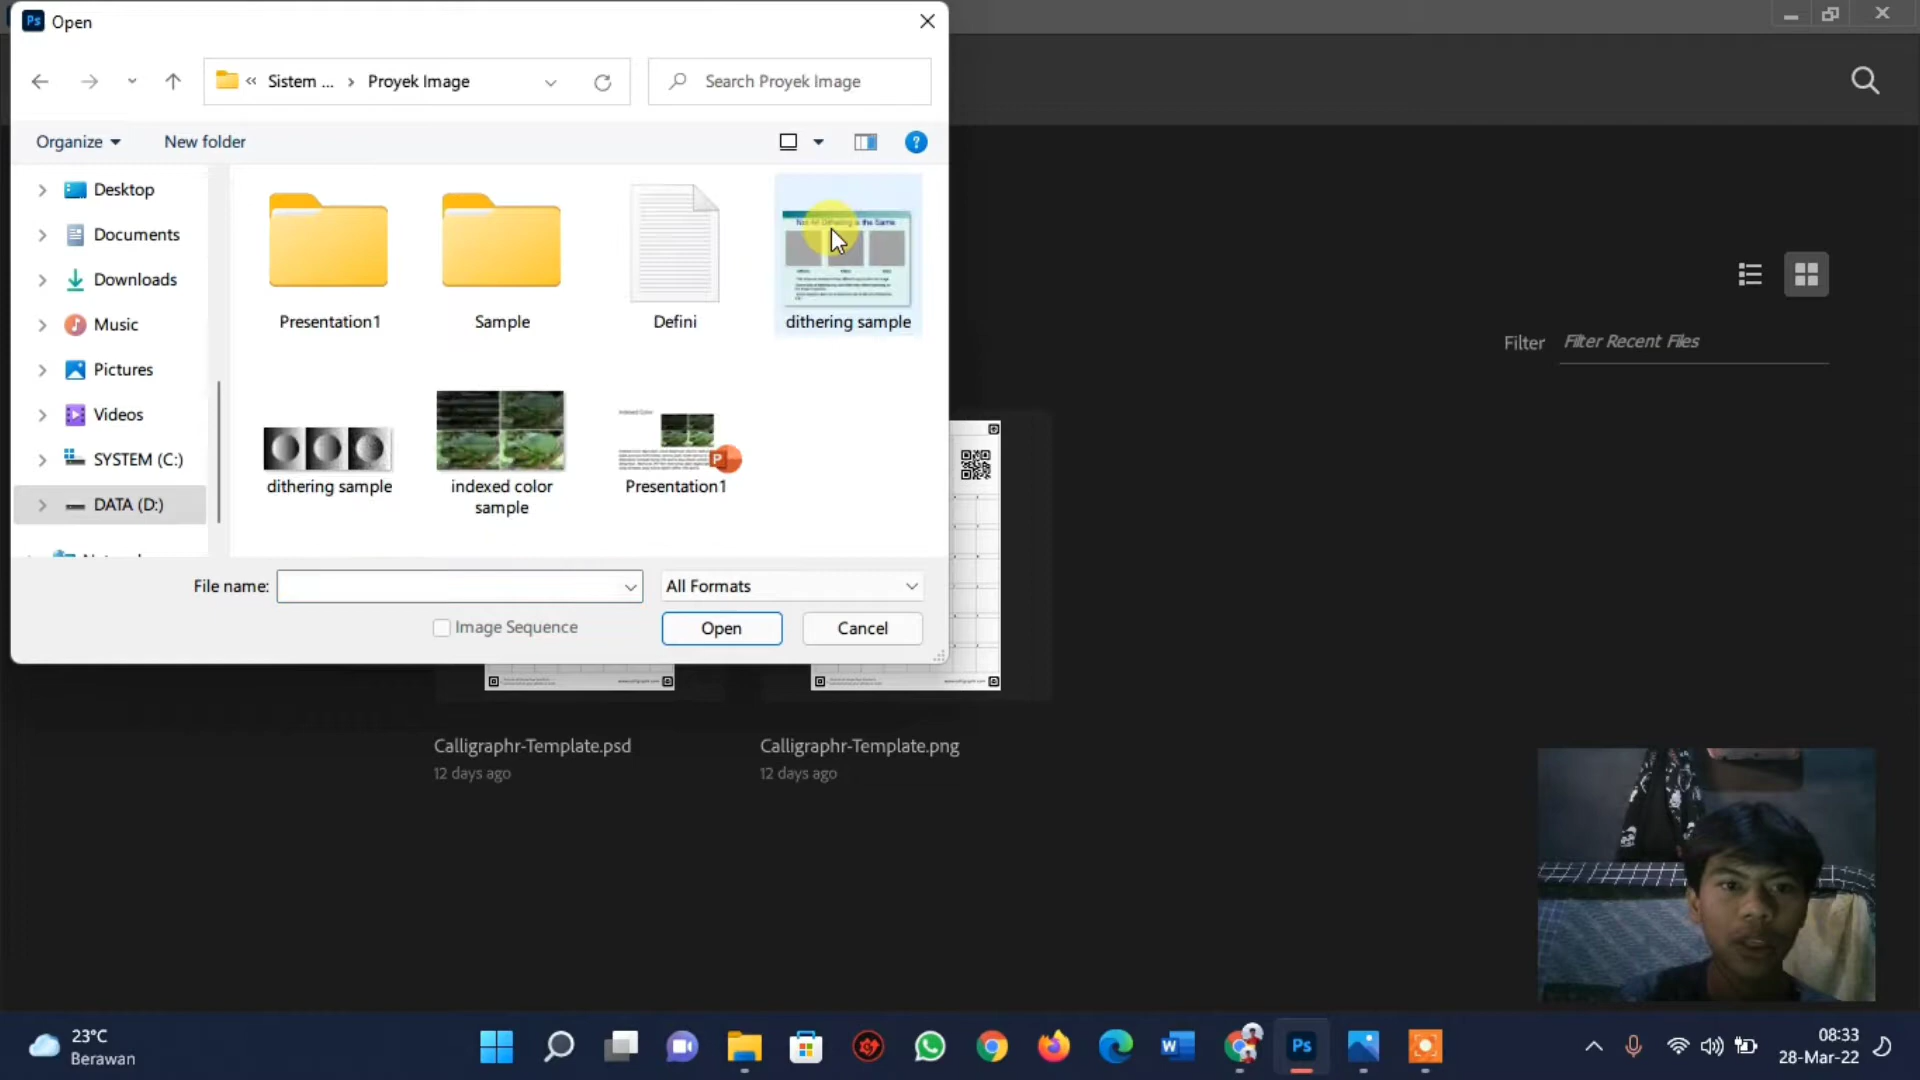 Ps Open
Sistem ... Proyek Image
Search Proyek Image
Organize
New folder
Desktop
Documents
Downloads
Music
Pictures
Videos
SYSTEM (C:)
DATA (D:)
Presentation1
Sample
Defini
dithering sample
dithering sample
indexed color
sample
Presentation1
File name:
All Formats
Image Sequence
Open
Cancel
Filter
Filter Recent Files
Calligraphr-Template.psd
12 days ago
Calligraphr-Template.png
12 days ago
23°C
Berawan
08:33
28-Mar-22